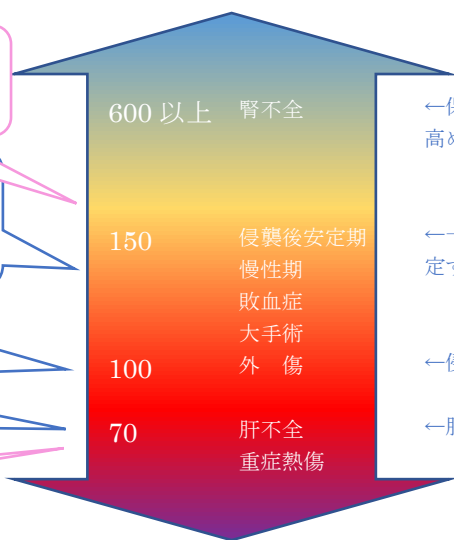 600 以上 腎不全
←保
高め
150 侵襲後安定期
慢性期
敗血症
大手術
100 外 傷
70 肝不全
重症熱傷
定す